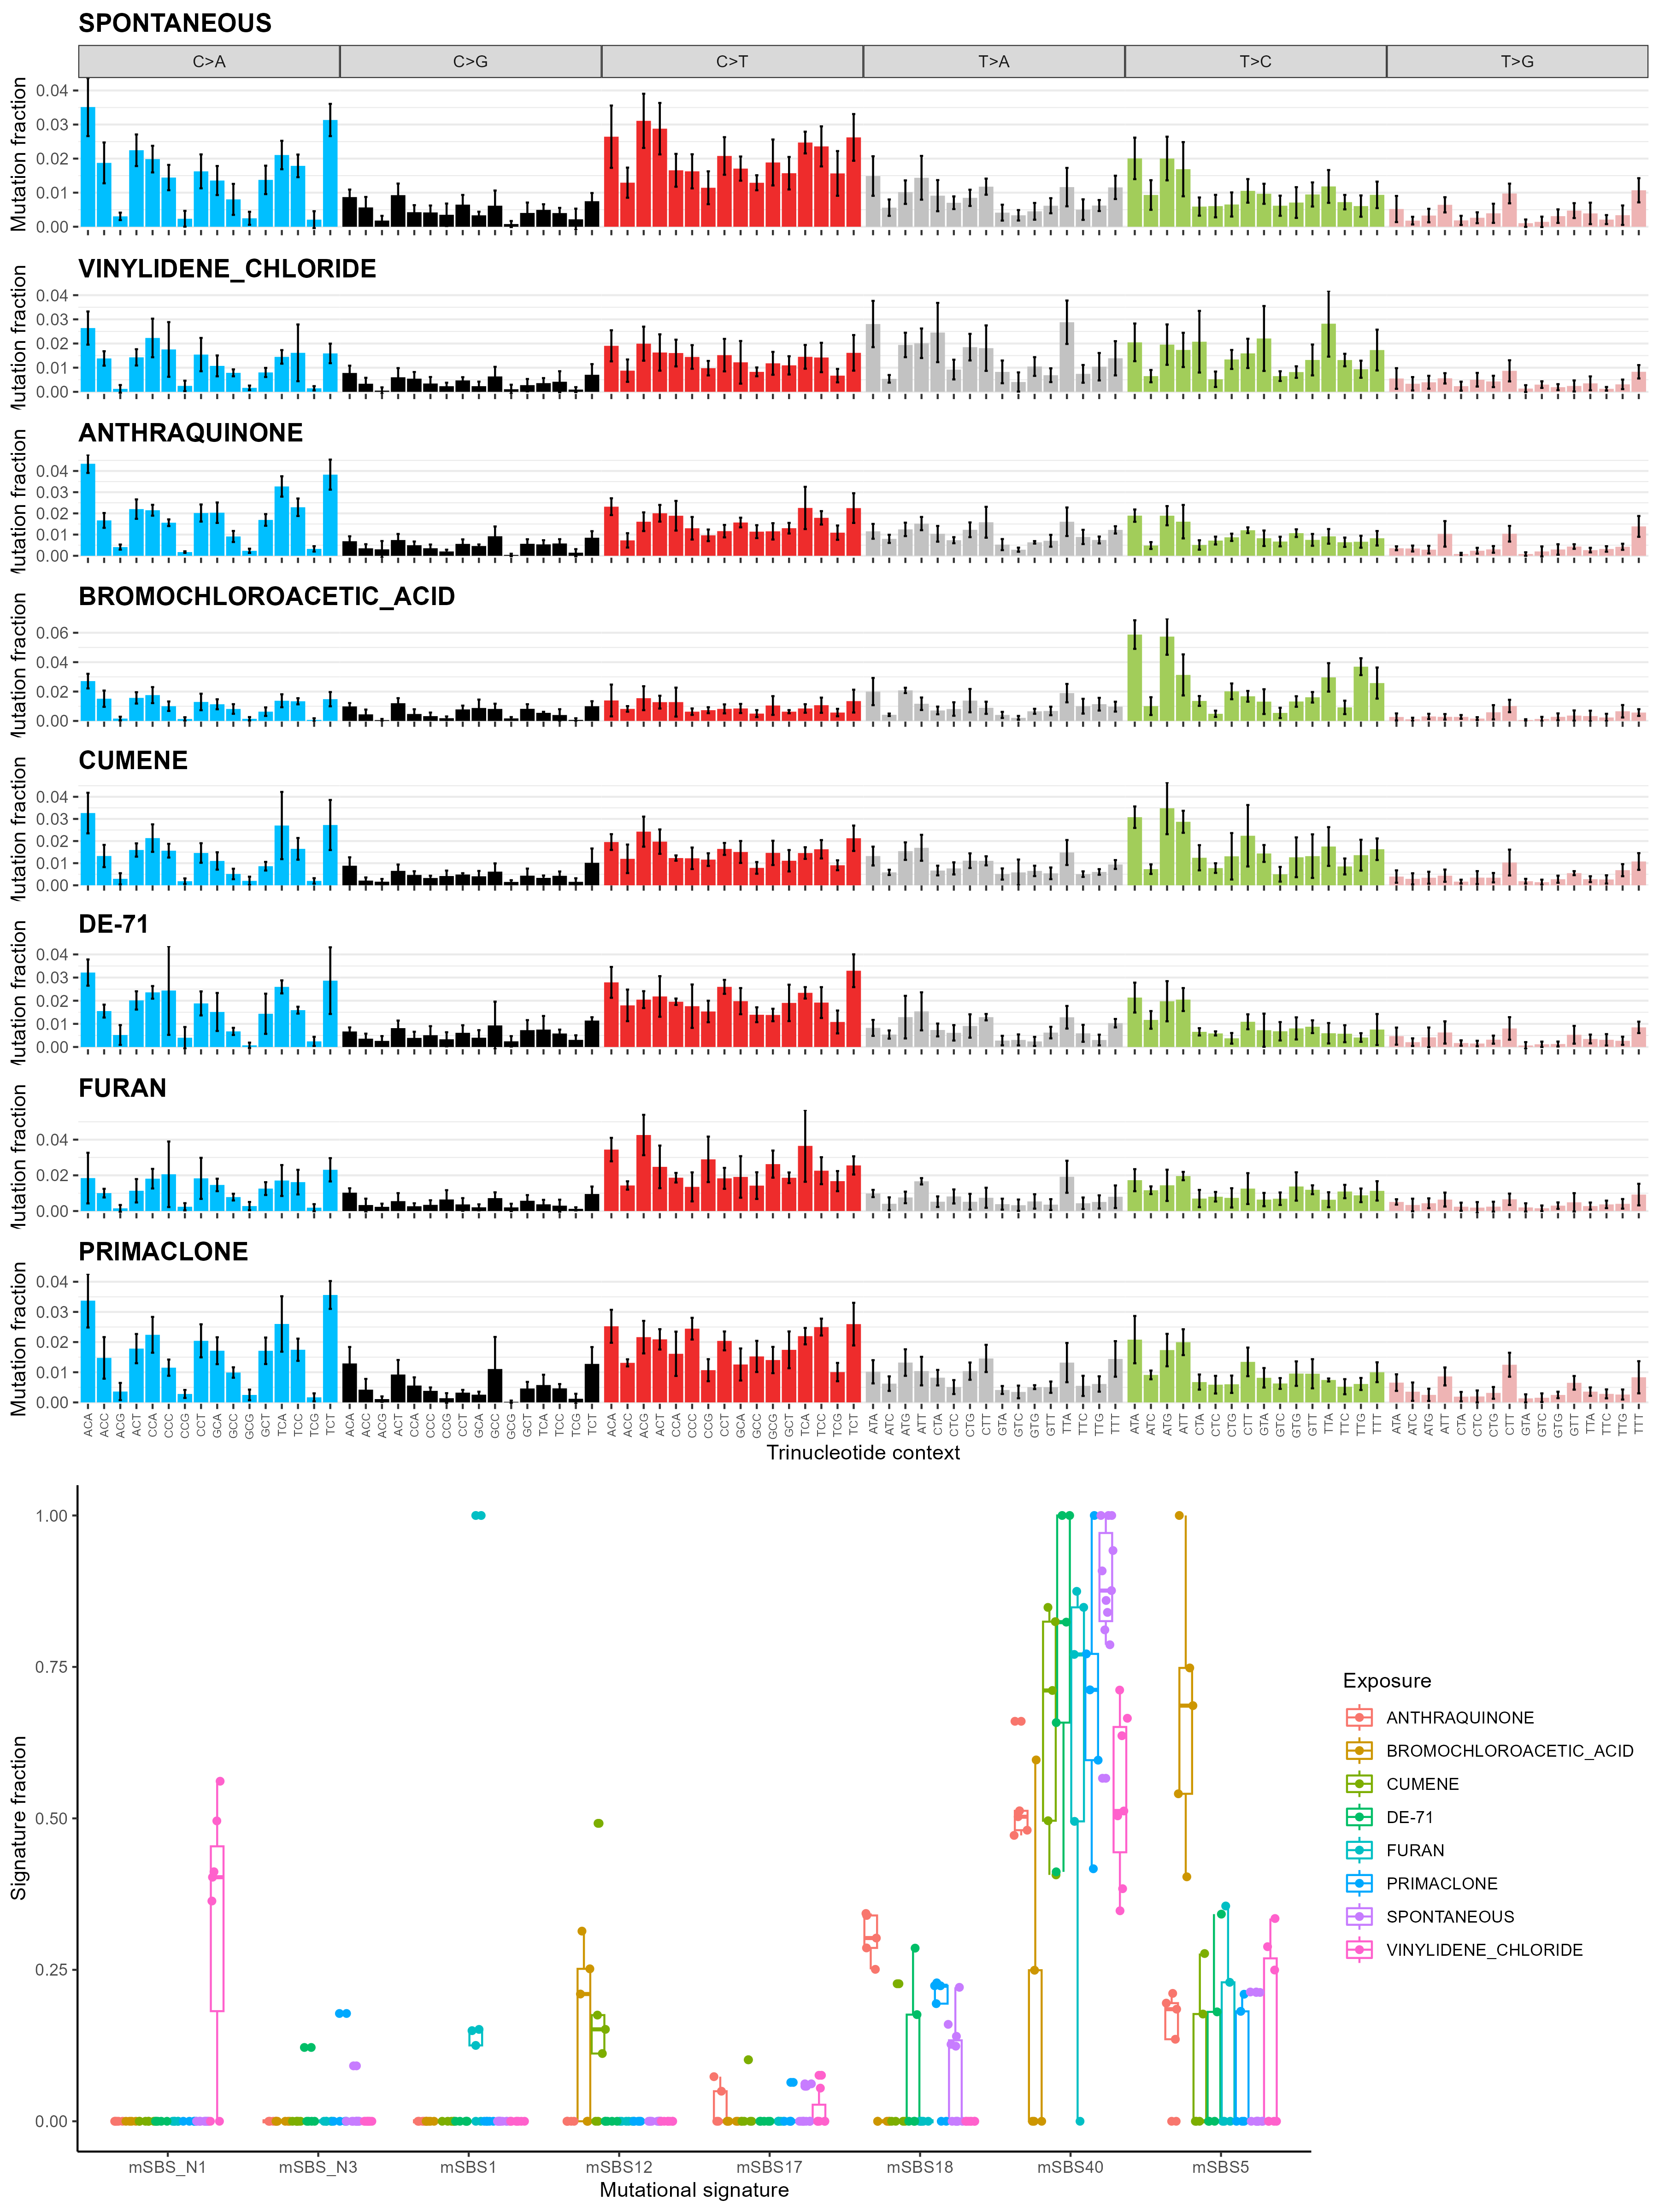 SPONTANEOUS
C>A C>G C>T T>A T>C T>G
Mutation fraction
0.04
0.03
0.02
0.01
0.00
VINYLIDENE_CHLORIDE
Mutation fraction
0.04
0.03
0.02
0.01
0.00
ANTHRAQUINONE
Mutation fraction
0.04
0.03
0.02
0.01
0.00
BROMOCHLOROACETIC_ACID
Mutation fraction
0.06
0.04
0.02
0.00
CUMENE
Mutation fraction
0.04
0.03
0.02
0.01
0.00
DE-71
Mutation fraction
0.04
0.03
0.02
0.01
0.00
FURAN
Mutation fraction
0.04
0.02
0.00
PRIMACLONE
Mutation fraction
0.04
0.03
0.02
0.01
0.00
ACA ACC ACG ACT CCA CCC CCG CCT GCA GCC GCG GCT TCA TCC TCG TCT ACA ACC ACG ACT CCA CCC CCG CCT GCA GCC GCG GCT TCA TCC TCG TCT ACA ACC ACG ACT CCA CCC CCG CCT GCA GCC GCG GCT TCA TCC TCG TCT ATA ATC ATG ATT CTA CTC CTG CTT GTA GTC GTG GTT TTA TTC TTG TTT ATA ATC ATG ATT CTA CTC CTG CTT GTA GTC GTG GTT TTA TTC TTG TTT ATA ATC ATG ATT CTA CTC CTG CTT GTA GTC GTG GTT TTA TTC TTG TTT
Trinucleotide context
Signature fraction
1.00
0.75
0.50
0.25
0.00
mSBS_N1 mSBS_N3 mSBS1 mSBS12 mSBS17 mSBS18 mSBS40 mSBS5
Mutational signature
Exposure
ANTHRAQUINONE
BROMOCHLOROACETIC_ACID
CUMENE
DE-71
FURAN
PRIMACLONE
SPONTANEOUS
VINYLIDENE_CHLORIDE